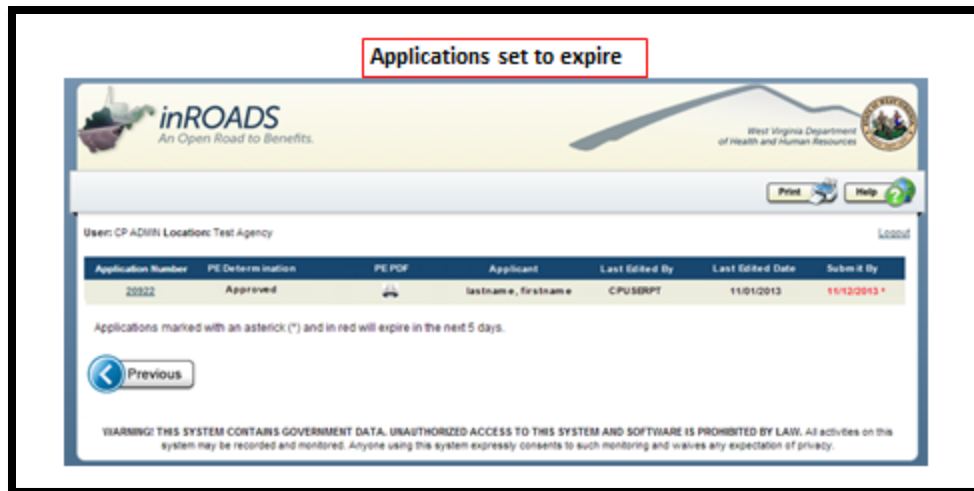 Applications set to expire
inROADS
An Open Road to Benefits.
West Virginia Department
of Health and Human Resources
Print Help
User: CP ADMIN Location: Test Agency Logout
Application Number PE Determination PE PDF Applicant Last Edited By Last Edited Date Submit By
20922 Approved lastname, firstname CPUSERPT 11/01/2013 11/12/2013 *
Applications marked with an asterick (*) and in red will expire in the next 5 days.
Previous
WARNING! THIS SYSTEM CONTAINS GOVERNMENT DATA. UNAUTHORIZED ACCESS TO THIS SYSTEM AND SOFTWARE IS PROHIBITED BY LAW. All activities on this
system may be recorded and monitored. Anyone using this system expressly consents to such monitoring and waives any expectation of privacy.